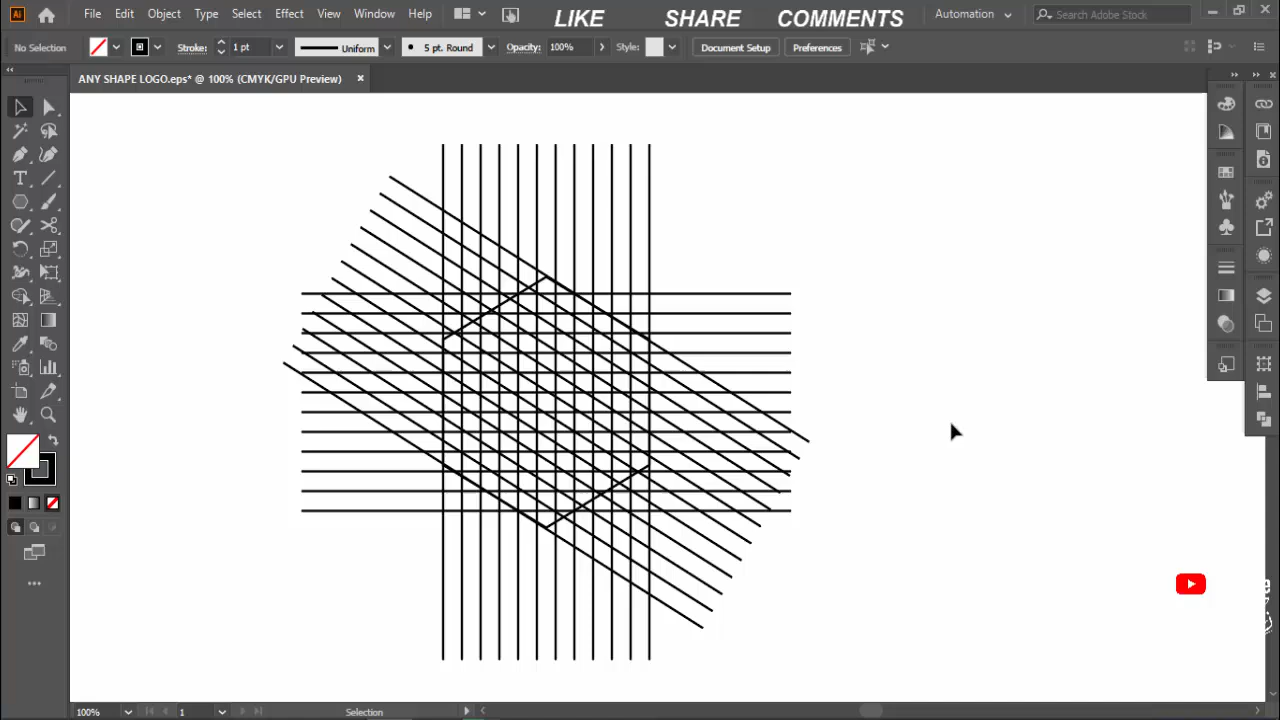 Ai File Edit Object Type Select Effect View Window Help LIKE SHARE COMMENTS Automation Search Adobe Stock
No Selection Stroke: 1 pt Uniform 5 pt. Round Opacity: 100% Style: Document Setup Preferences
ANY SHAPE LOGO.eps* @ 100% (CMYK/GPU Preview)
100% 1 Selection